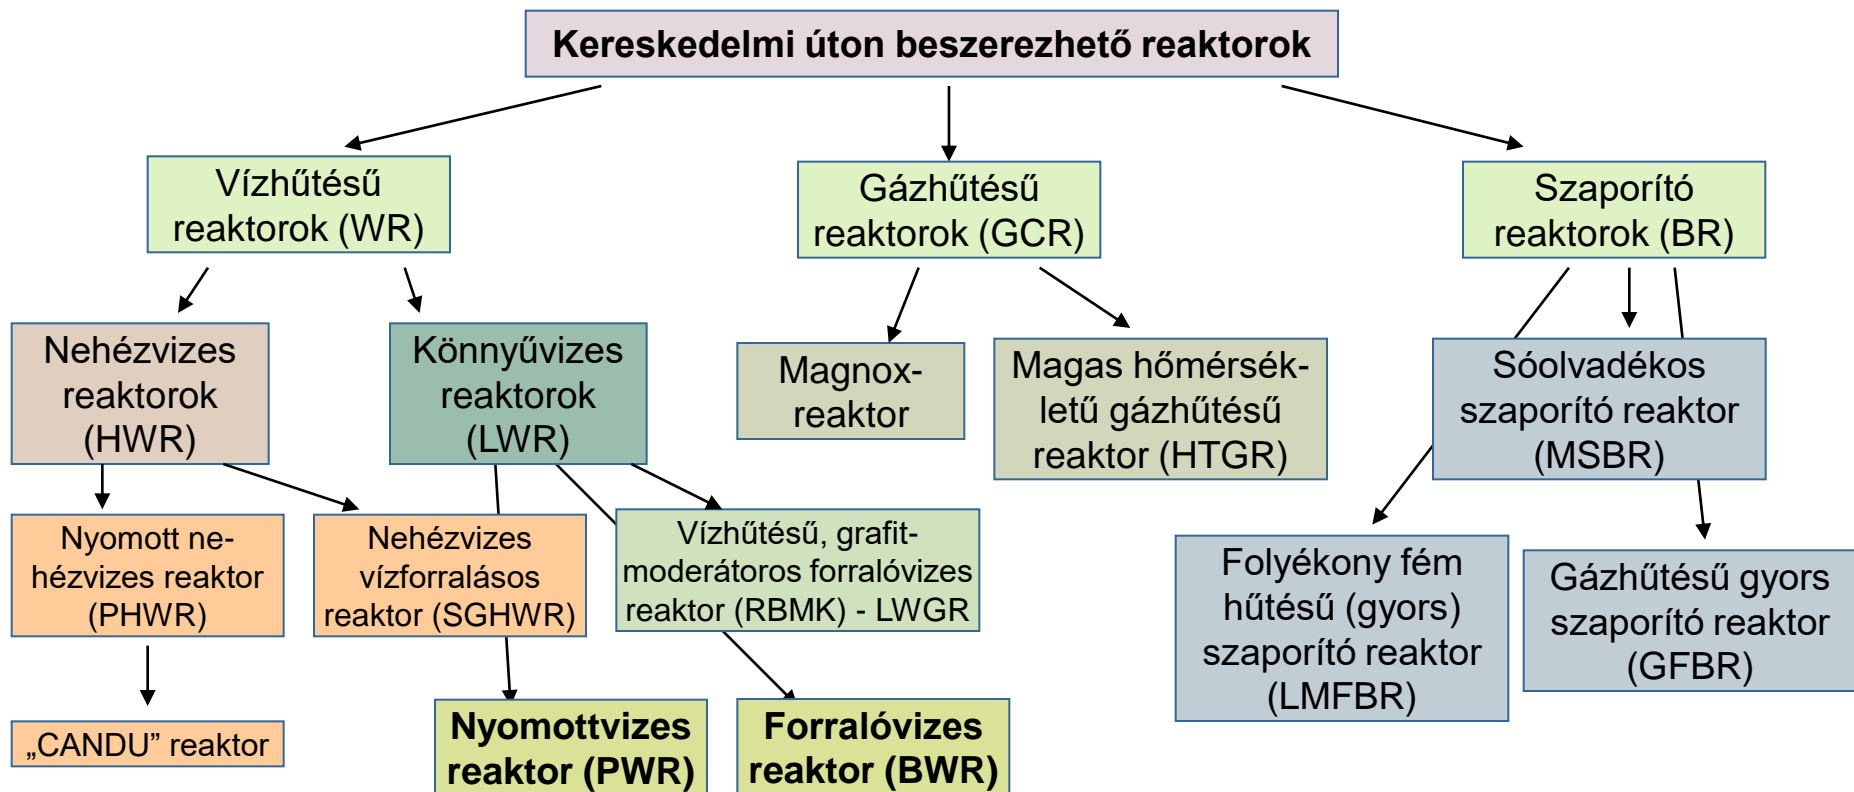 Kereskedelmi úton beszerezhető reaktorok
Vízhűtésű
reaktorok (WR)
Gázhűtésű
reaktorok (GCR)
Szaporító
reaktorok (BR)
Nehézvizes
reaktorok
(HWR)
Könnyűvizes
reaktorok
(LWR)
Magnox-
reaktor
Magas hőmérsék-
letű gázhűtésű
reaktor (HTGR)
Sóolvadékos
szaporító reaktor
(MSBR)
Nyomott ne-
hézvizes reaktor
(PHWR)
Nehézvizes
vízforralásos
reaktor (SGHWR)
Vízhűtésű, grafit-
moderátoros forralóvizes
reaktor (RBMK) - LWGR
Folyékony fém
hűtésű (gyors)
szaporító reaktor
(LMFBR)
Gázhűtésű gyors
szaporító reaktor
(GFBR)
„CANDU” reaktor
Nyomottvizes
reaktor (PWR)
Forralóvizes
reaktor (BWR)